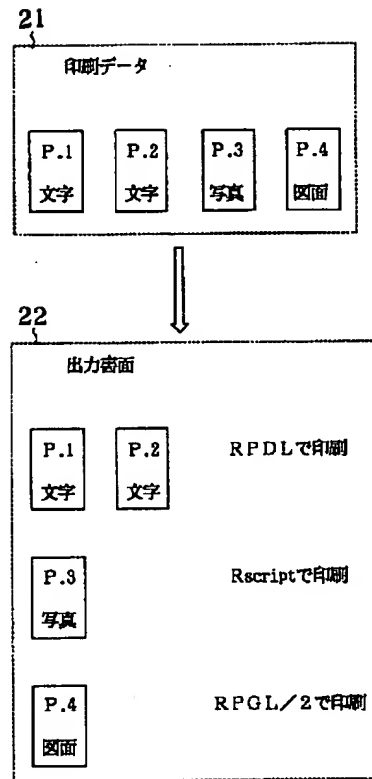 21
印刷データ
P.1 P.2 P.3 P.4
文字 文字 写真 図面
22
出力書面
P.1 P.2 RPDLで印刷
文字 文字
P.3 Rscriptで印刷
写真
P.4 RPGL/2で印刷
図面